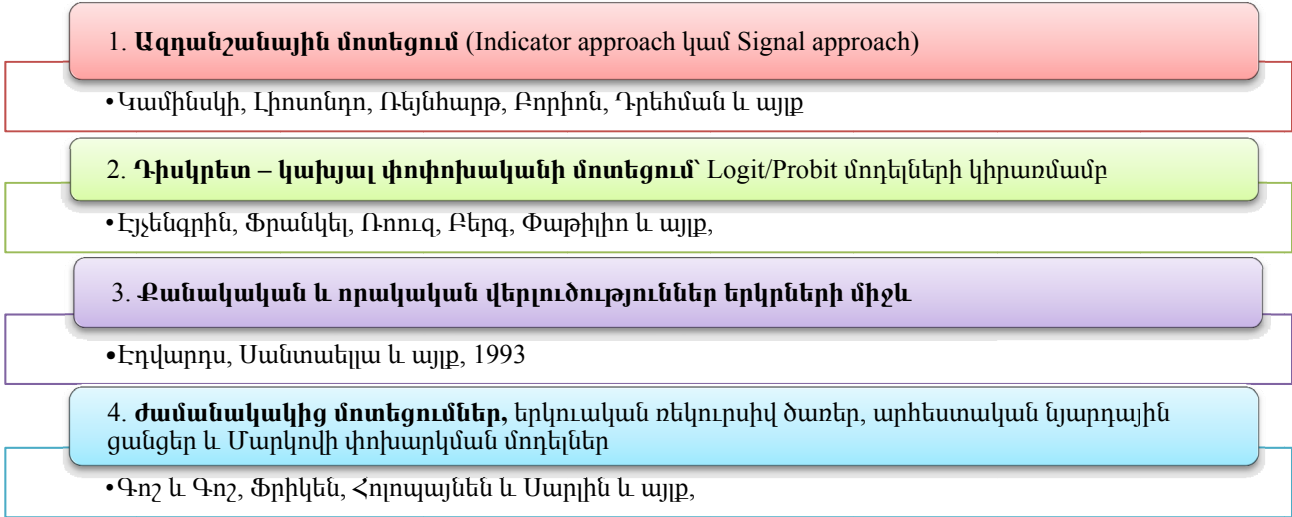 1. Ազդանշանային մոտեցում (Indicator approach կամ Signal approach)
•Կամինսկի, Լիոսոնդո, Ռեյնհարթ, Բորիոն, Դրեհման և այլք
2. Դիսկրետ – կախյալ փոփոխականի մոտեցում՝ Logit/Probit մոդելների կիրառմամբ
•Էյչենգրին, Ֆրանկել, Ռոուզ, Բերգ, Փաթիլիո և այլք,
3. Քանակական և որակական վերլուծություններ երկրների միջև
•Էդվարդս, Սանտաելլա և այլք, 1993
4. Ժամանակակից մոտեցումներ, երկուական ռեկուրսիվ ծառեր, արհեստական նյարդային
ցանցեր և Մարկովի փոխարկման մոդելներ
•Գոշ և Գոշ, Ֆրիկեն, Հոլոպայնեն և Սարլին և այլք,